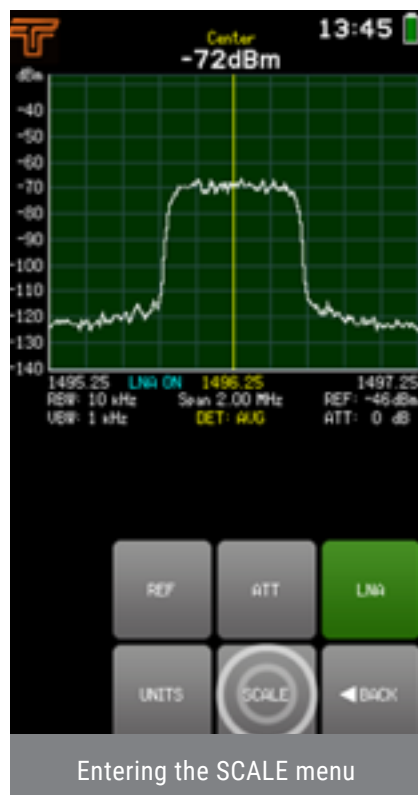 13:45
Center
-72dBm
dBm
-40
-50
-60
-70
-80
-90
-100
-110
-120
-130
-140
1495.25 LNA ON 1496.25 1497.25
RBW: 10 kHz Span 2.00 MHz REF: -46dBm
VBW: 1 kHz DET: AVG ATT: 0 dB
REF ATT LNA
UNITS SCALE ◀BACK
Entering the SCALE menu